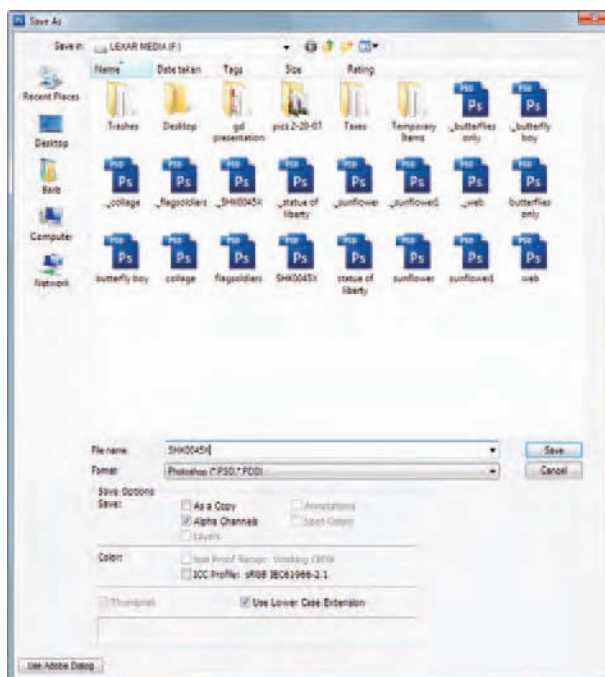 Save As
Save in: LEXAR MEDIA (F:)
Name Date taken Tags Size Rating
Recent Places
Desktop
Barb
Computer
Network
.Trashes Desktop gd presentation pics 2-28-07 Taxes Temporary Items ._butterflies only ._butterfly boy
._collage ._flagsoldiers ._SHK0045X ._statue of liberty ._sunflower ._web butterflies only
butterfly boy collage flagsoldiers SHK0045X statue of liberty sunflower web
File name: SHK0045X
Save
Format: Photoshop (*.PSD;*.PDD)
Cancel
Save Options
Save:
As a Copy
Annotations
Alpha Channels
Spot Colors
Layers
Color:
Use Proof Setup: Working CMYK
ICC Profile: sRGB IEC61966-2.1
Thumbnail
Use Lower Case Extension
Use Adobe Dialog